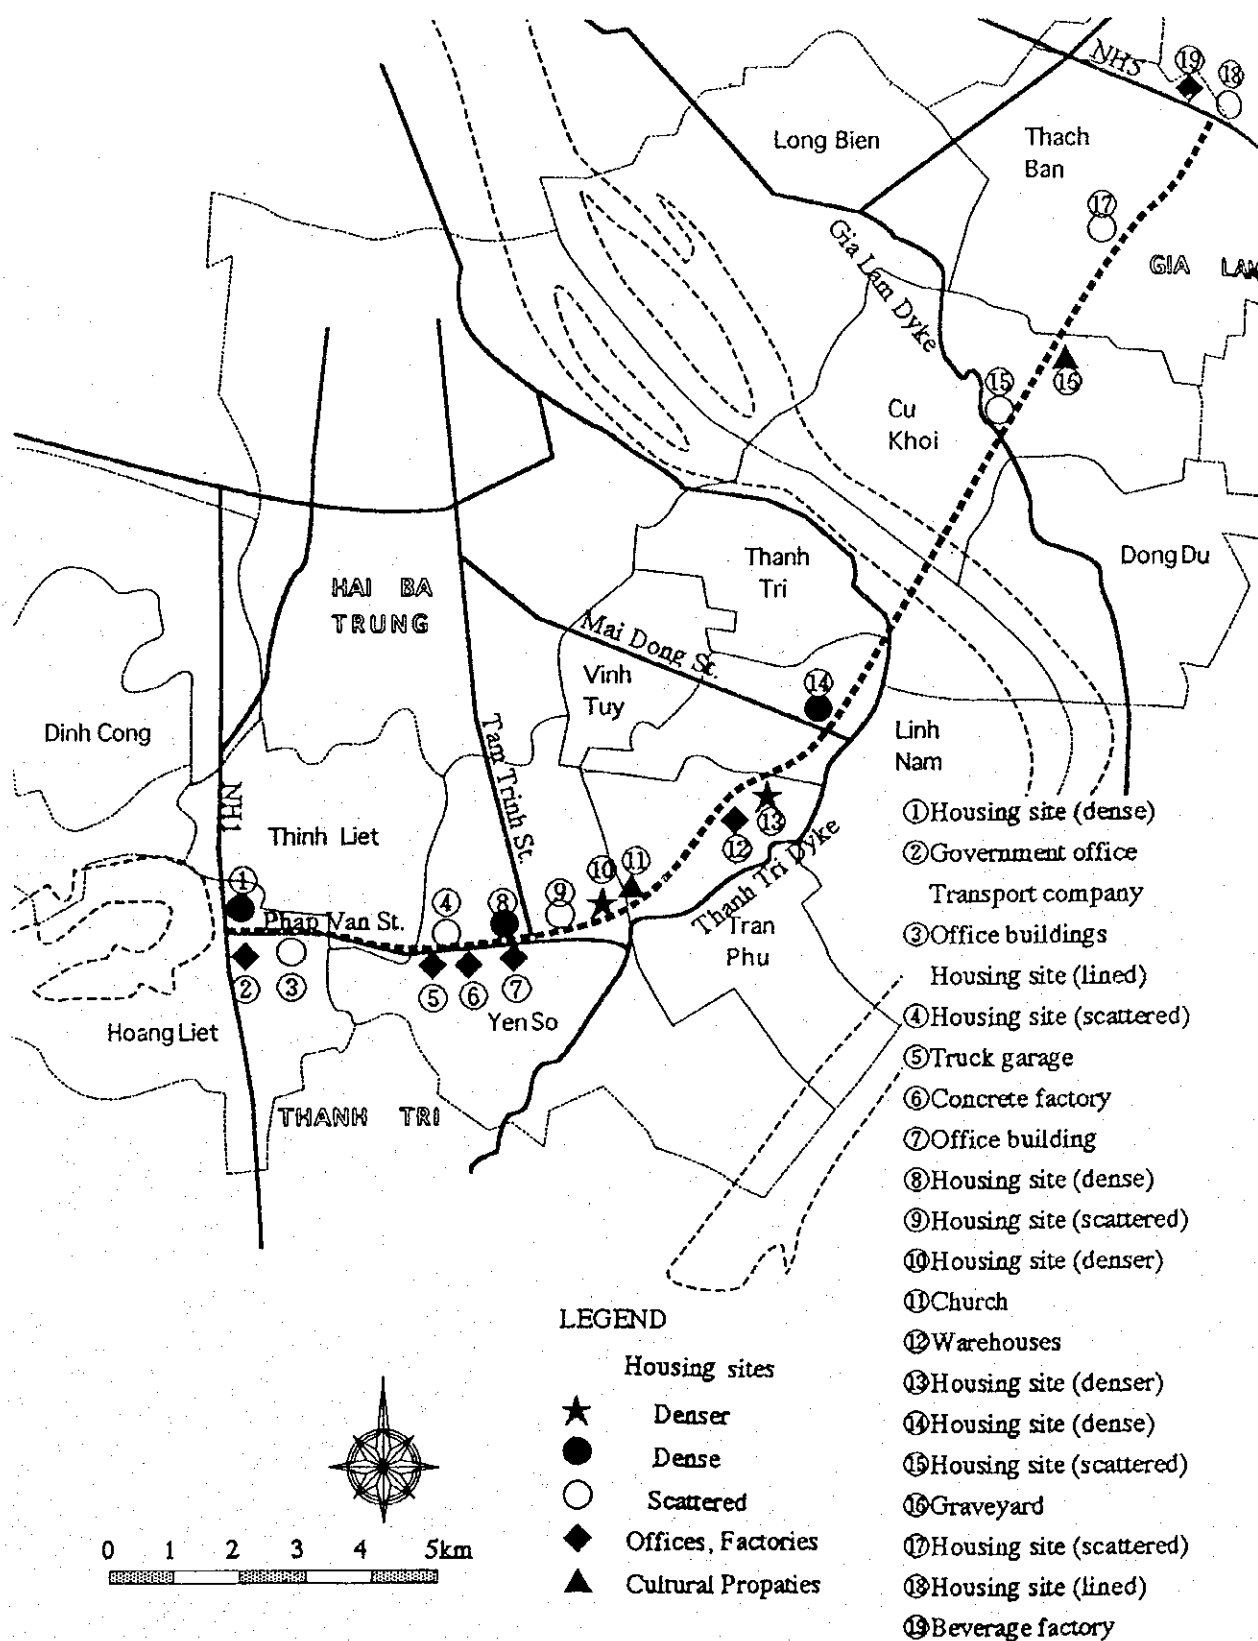 NH5
⑲
⑱
Long Bien
Thach
Ban
⑰
Gia Lam Dyke
GIA LAM
⑮
⑯
Cu
Khoi
Thanh
Tri
Dong Du
HAI BA
TRUNG
Mai Dong St.
Vinh
Tuy
⑭
Dinh Cong
Tam Trinh St.
Linh
Nam
NH1
Thinh Liet
⑬
⑫
Thanh Tri Dyke
①
④
⑧
⑨
⑩
⑪
Phap Van St.
Tran
Phu
②
③
⑤
⑥
⑦
Yen So
Hoang Liet
THANH TRI
①Housing site (dense)
②Government office
Transport company
③Office buildings
Housing site (lined)
④Housing site (scattered)
⑤Truck garage
⑥Concrete factory
⑦Office building
⑧Housing site (dense)
⑨Housing site (scattered)
⑩Housing site (denser)
⑪Church
⑫Warehouses
⑬Housing site (denser)
⑭Housing site (dense)
⑮Housing site (scattered)
⑯Graveyard
⑰Housing site (scattered)
⑱Housing site (lined)
⑲Beverage factory
LEGEND
Housing sites
Denser
Dense
Scattered
Offices, Factories
Cultural Propaties
0 1 2 3 4 5km